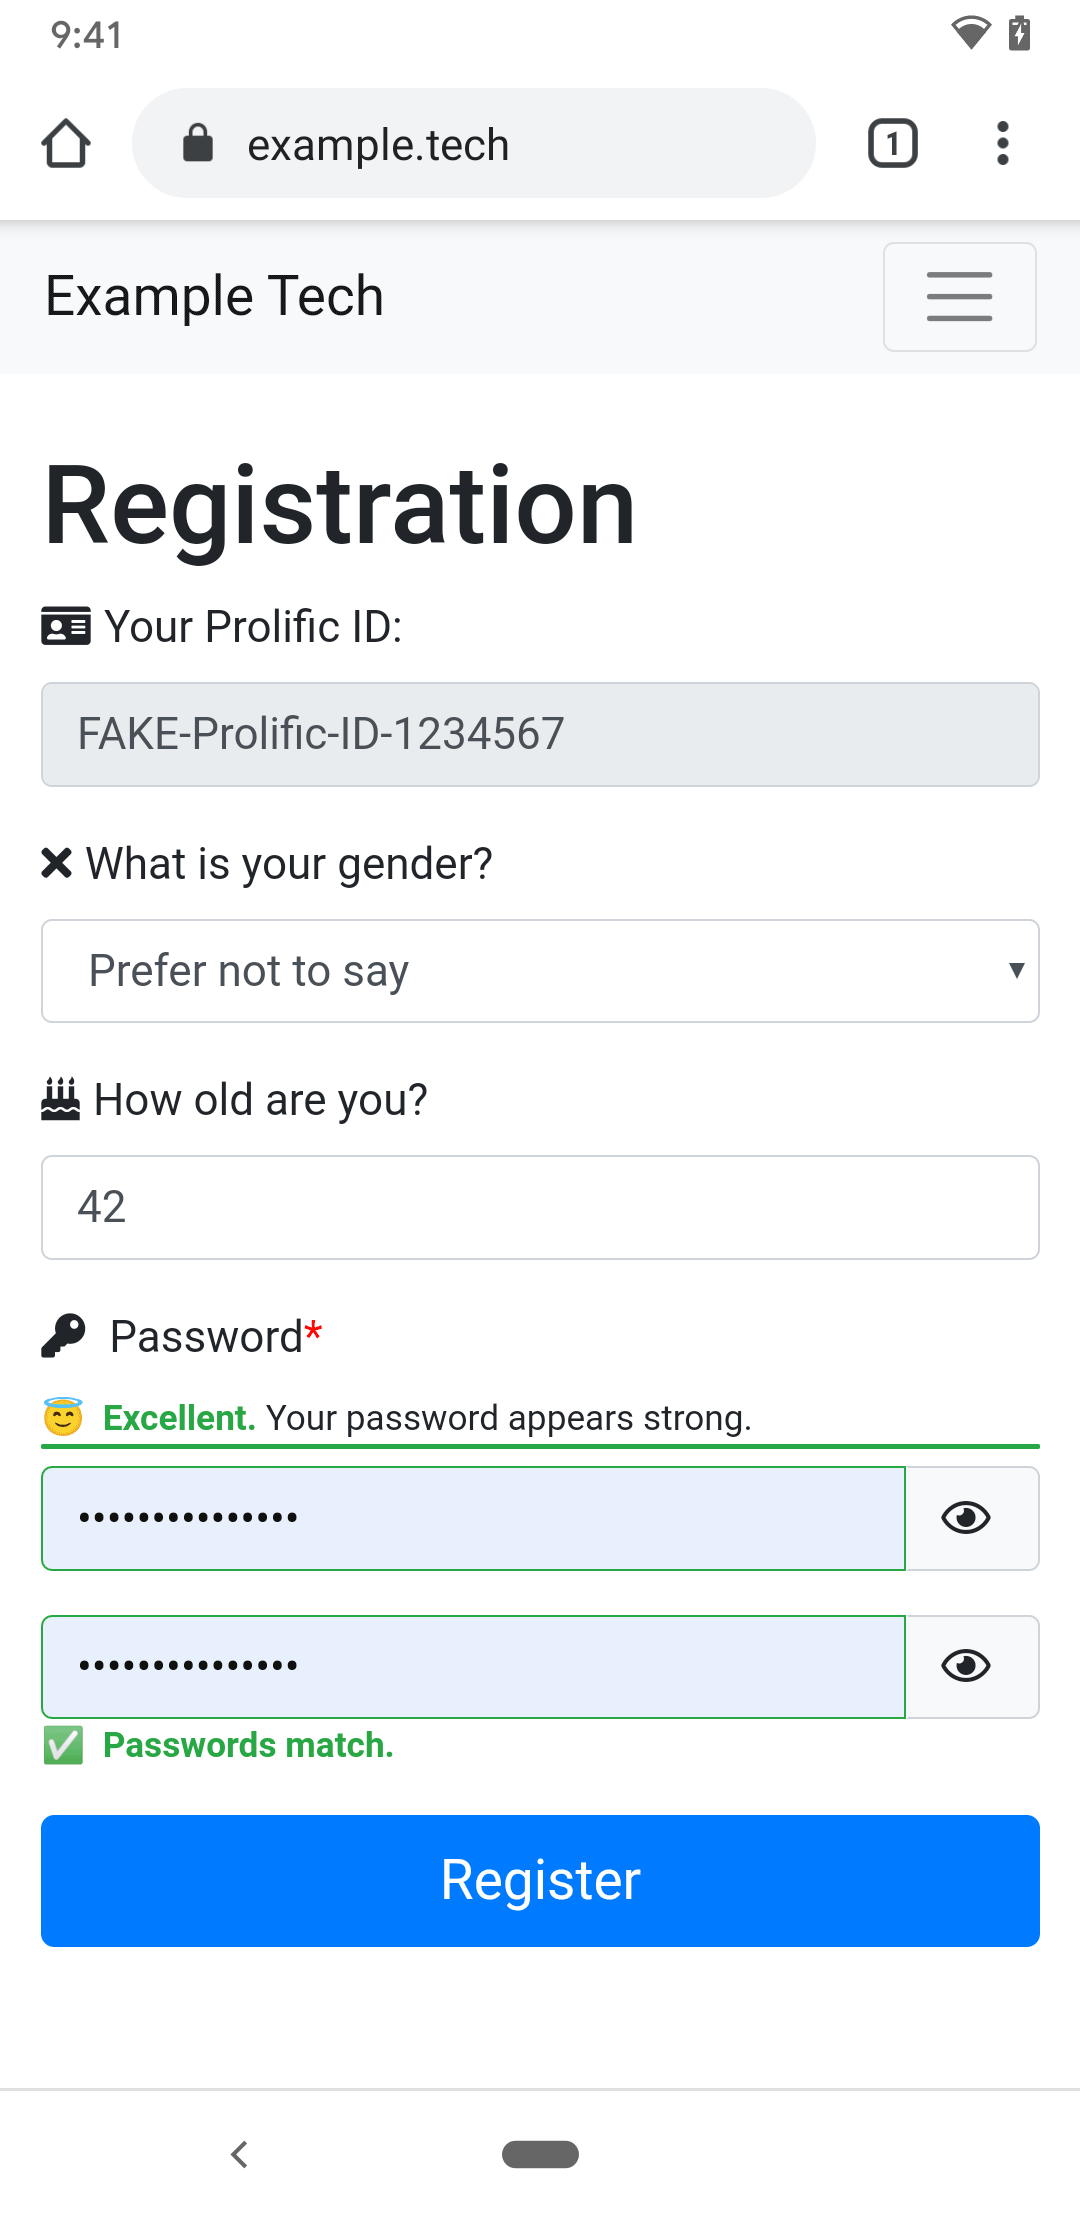 9:41
example.tech
1
Example Tech
Registration
Your Prolific ID:
FAKE-Prolific-ID-1234567
What is your gender?
Prefer not to say
How old are you?
42
Password*
Excellent. Your password appears strong.
•••••••••••••••
•••••••••••••••
Passwords match.
Register